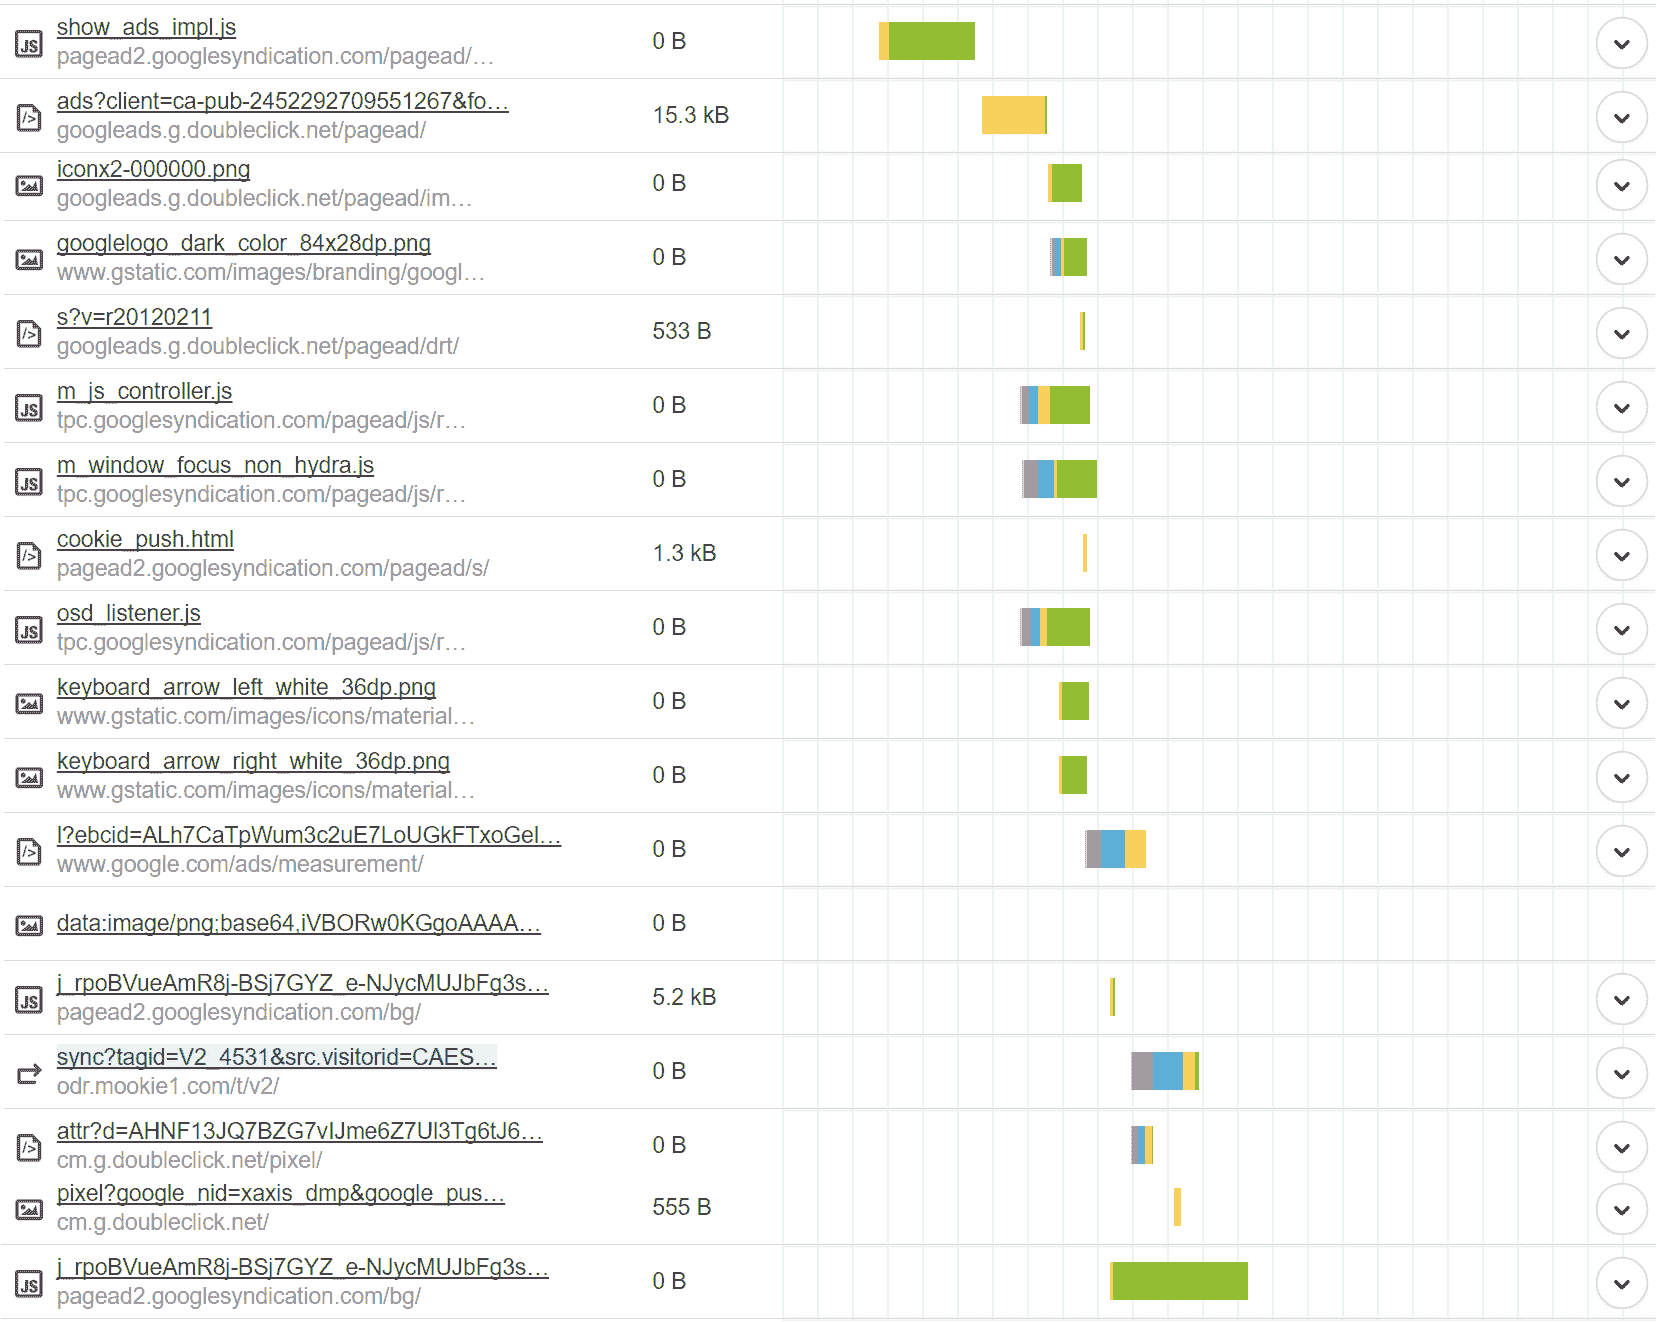 show_ads_impl.js
pagead2.googlesyndication.com/pagead/…
0 B
ads?client=ca-pub-2452292709551267&fo…
googleads.g.doubleclick.net/pagead/
15.3 kB
iconx2-000000.png
googleads.g.doubleclick.net/pagead/im…
0 B
googlelogo_dark_color_84x28dp.png
www.gstatic.com/images/branding/googl…
0 B
s?v=r20120211
googleads.g.doubleclick.net/pagead/drt/
533 B
m_js_controller.js
tpc.googlesyndication.com/pagead/js/r…
0 B
m_window_focus_non_hydra.js
tpc.googlesyndication.com/pagead/js/r…
0 B
cookie_push.html
pagead2.googlesyndication.com/pagead/s/
1.3 kB
osd_listener.js
tpc.googlesyndication.com/pagead/js/r…
0 B
keyboard_arrow_left_white_36dp.png
www.gstatic.com/images/icons/material…
0 B
keyboard_arrow_right_white_36dp.png
www.gstatic.com/images/icons/material…
0 B
l?ebcid=ALh7CaTpWum3c2uE7LoUGkFTxoGel…
www.google.com/ads/measurement/
0 B
data:image/png;base64,iVBORw0KGgoAAAA…
0 B
j_rpoBVueAmR8j-BSj7GYZ_e-NJycMUJbFg3s…
pagead2.googlesyndication.com/bg/
5.2 kB
sync?tagid=V2_4531&src.visitorid=CAES…
odr.mookie1.com/t/v2/
0 B
attr?d=AHNF13JQ7BZG7vIJme6Z7Ul3Tg6tJ6…
cm.g.doubleclick.net/pixel/
0 B
pixel?google_nid=xaxis_dmp&google_pus…
cm.g.doubleclick.net/
555 B
j_rpoBVueAmR8j-BSj7GYZ_e-NJycMUJbFg3s…
pagead2.googlesyndication.com/bg/
0 B